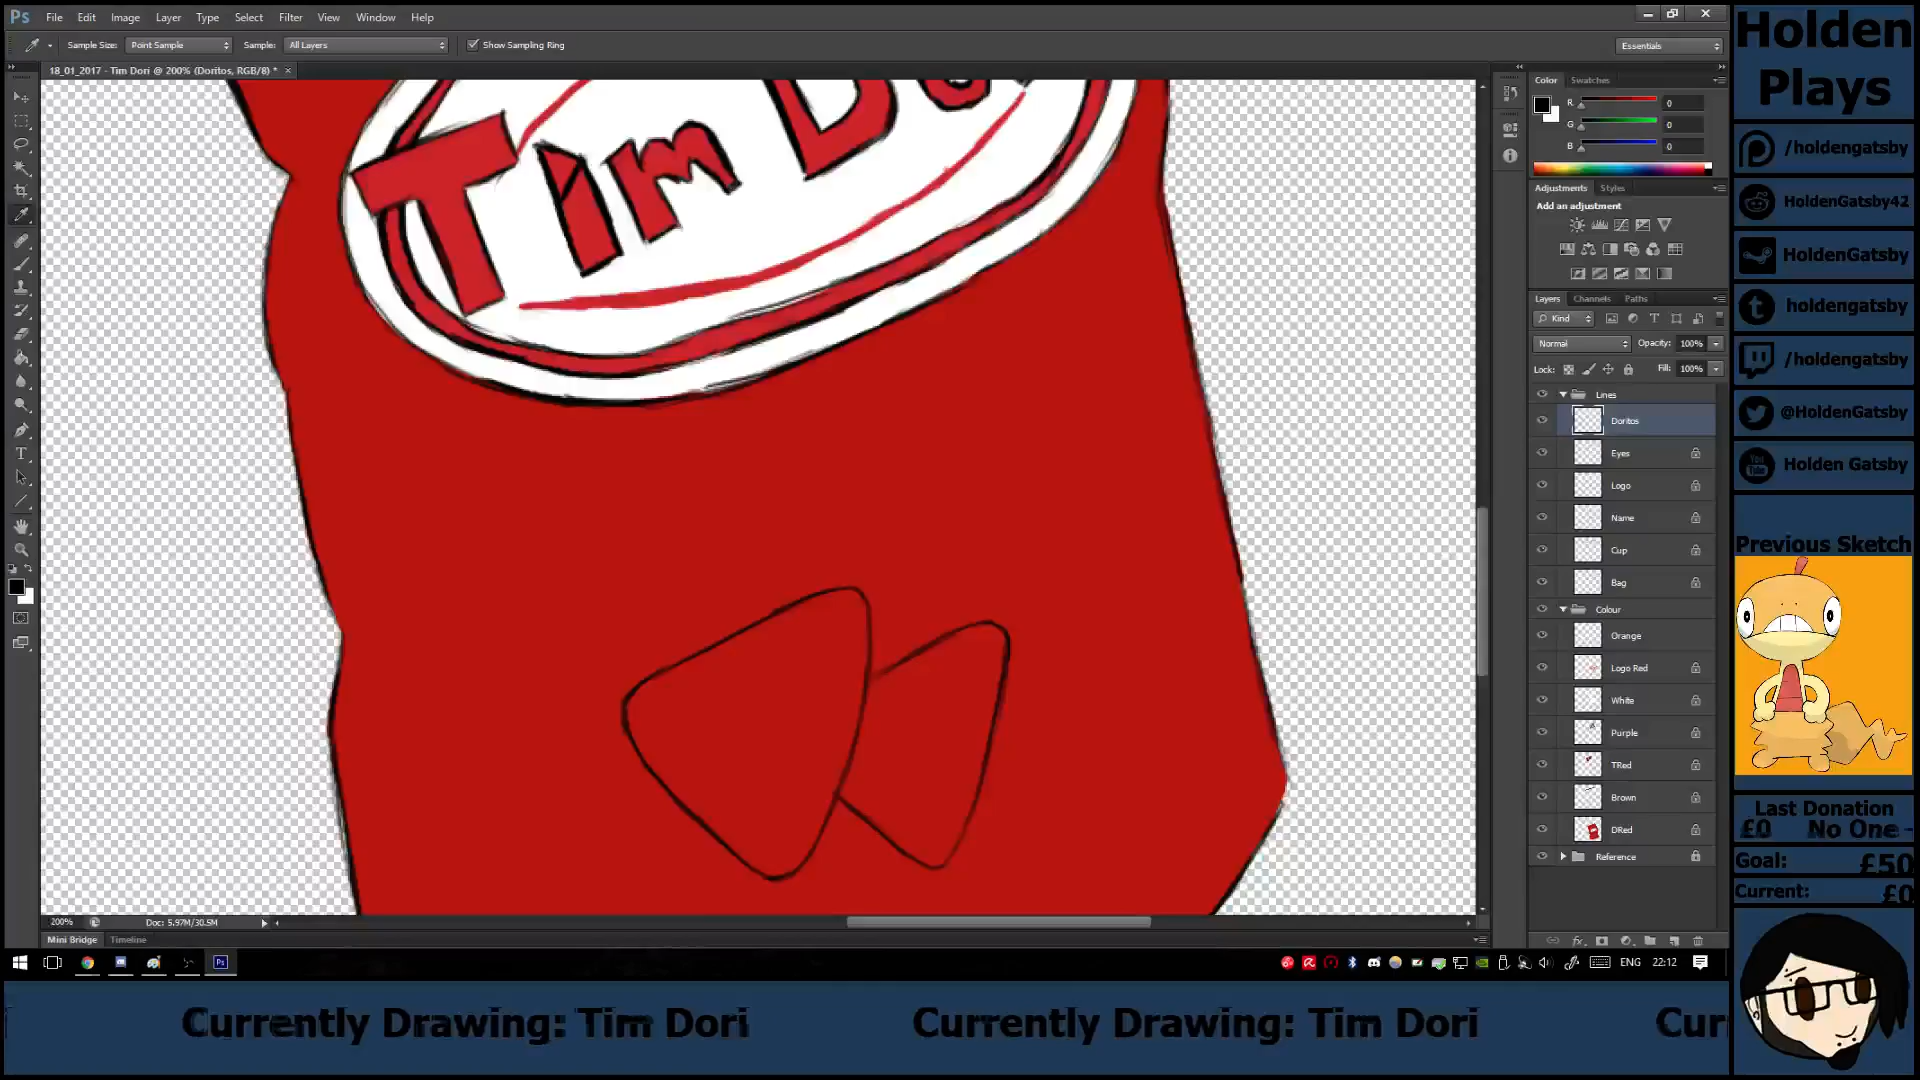 Ps File Edit Image Layer Type Select Filter View Window Help
Sample Size: Point Sample Sample: All Layers Show Sampling Ring Essentials
18_01_2017 - Tim Dori @ 200% (Doritos, RGB/8) *
Tim Do
Color Swatches
R 0
G 0
B 0
Adjustments Styles
Add an adjustment
Layers Channels Paths
Kind
Normal Opacity: 100%
Lock: Fill: 100%
Lines
Doritos
Eyes
Logo
Name
Cup
Bag
Colour
Orange
Logo Red
White
Purple
TRed
Brown
DRed
Reference
200% Doc: 5.97M/30.5M
Mini Bridge Timeline
ENG 22:12
Holden
Plays
/holdengatsby
HoldenGatsby42
HoldenGatsby
holdengatsby
/holdengatsby
@HoldenGatsby
Holden Gatsby
Previous Sketch
Last Donation
£0 No One -
Goal: £50
Current: £0
Currently Drawing: Tim Dori Currently Drawing: Tim Dori Cur